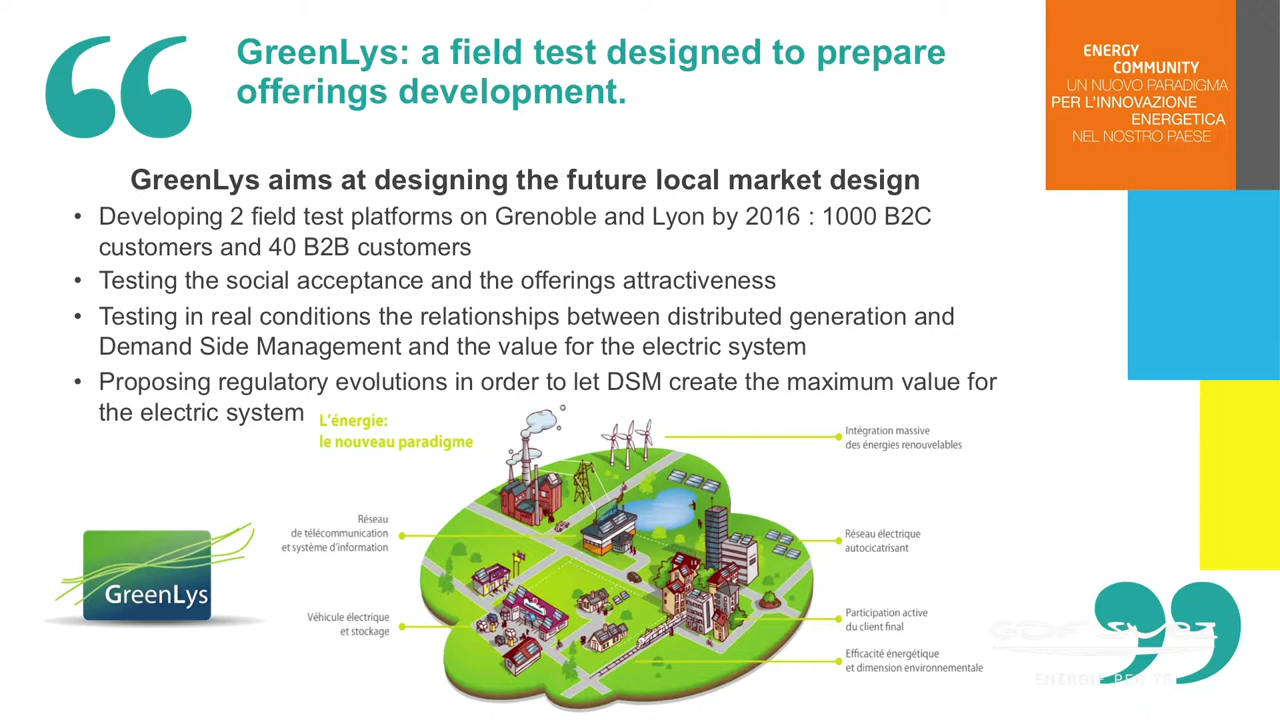 GreenLys: a field test designed to prepare
offerings development.
ENERGY
COMMUNITY
UN NUOVO PARADIGMA
PER L'INNOVAZIONE
ENERGETICA
NEL NOSTRO PAESE
GreenLys aims at designing the future local market design
• Developing 2 field test platforms on Grenoble and Lyon by 2016 : 1000 B2C
customers and 40 B2B customers
• Testing the social acceptance and the offerings attractiveness
• Testing in real conditions the relationships between distributed generation and
Demand Side Management and the value for the electric system
• Proposing regulatory evolutions in order to let DSM create the maximum value for
the electric system
L'énergie:
le nouveau paradigme
Intégration massive
des énergies renouvelables
Réseau
de télécommunication
et système d'information
Réseau électrique
autocicatrisant
GreenLys
Véhicule électrique
et stockage
Participation active
du client final
Efficacité énergétique
et dimension environnementale
GDF SUEZ
ENERGIE PER TE